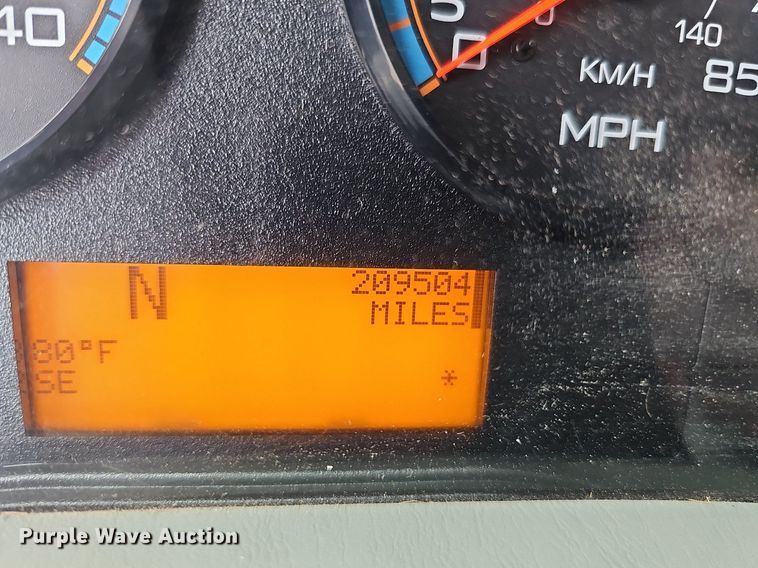 40
5
0
140
KM/H
85
MPH
N
209504
MILES
80°F
SE
*
Purple Wave Auction